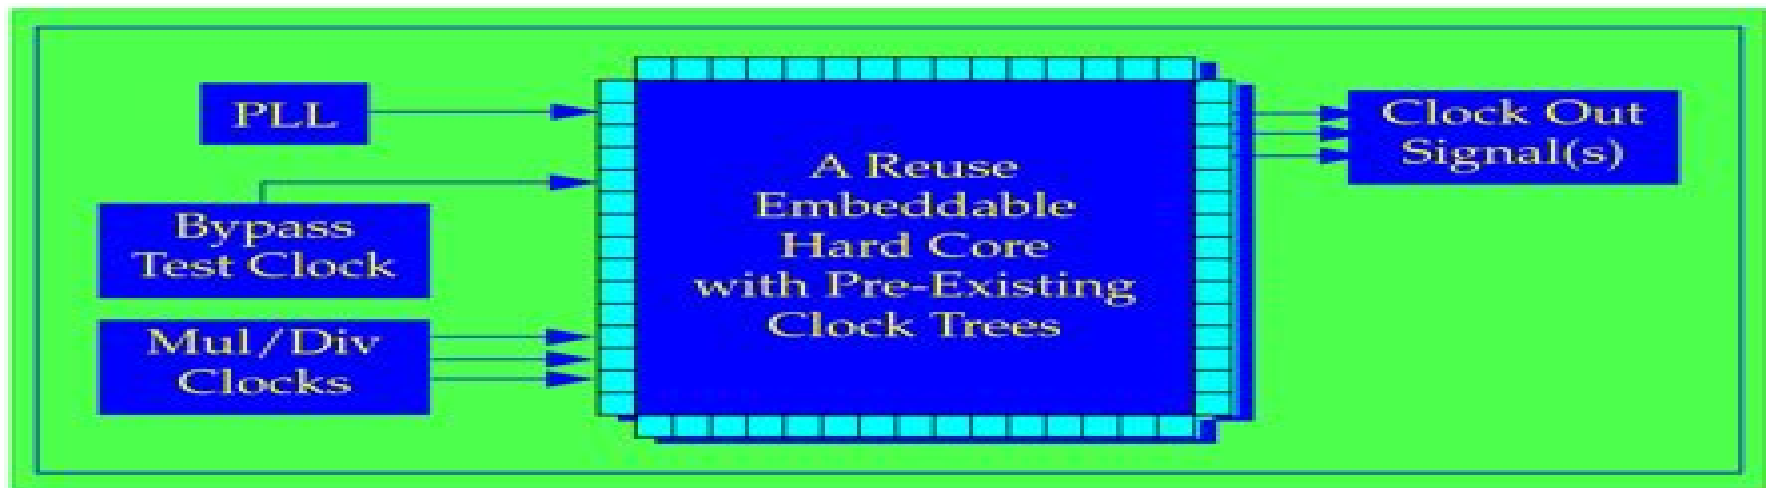 PLL
Bypass
Test Clock
Mul/Div
Clocks
A Reuse
Embeddable
Hard Core
with Pre-Existing
Clock Trees
Clock Out
Signal(s)